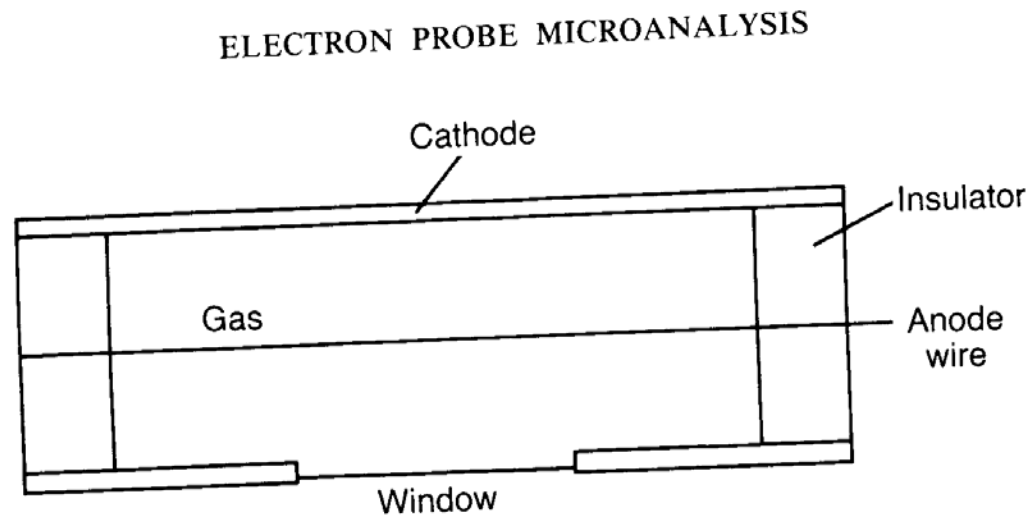 ELECTRON PROBE MICROANALYSIS
Cathode
Insulator
Gas
Anode
wire
Window